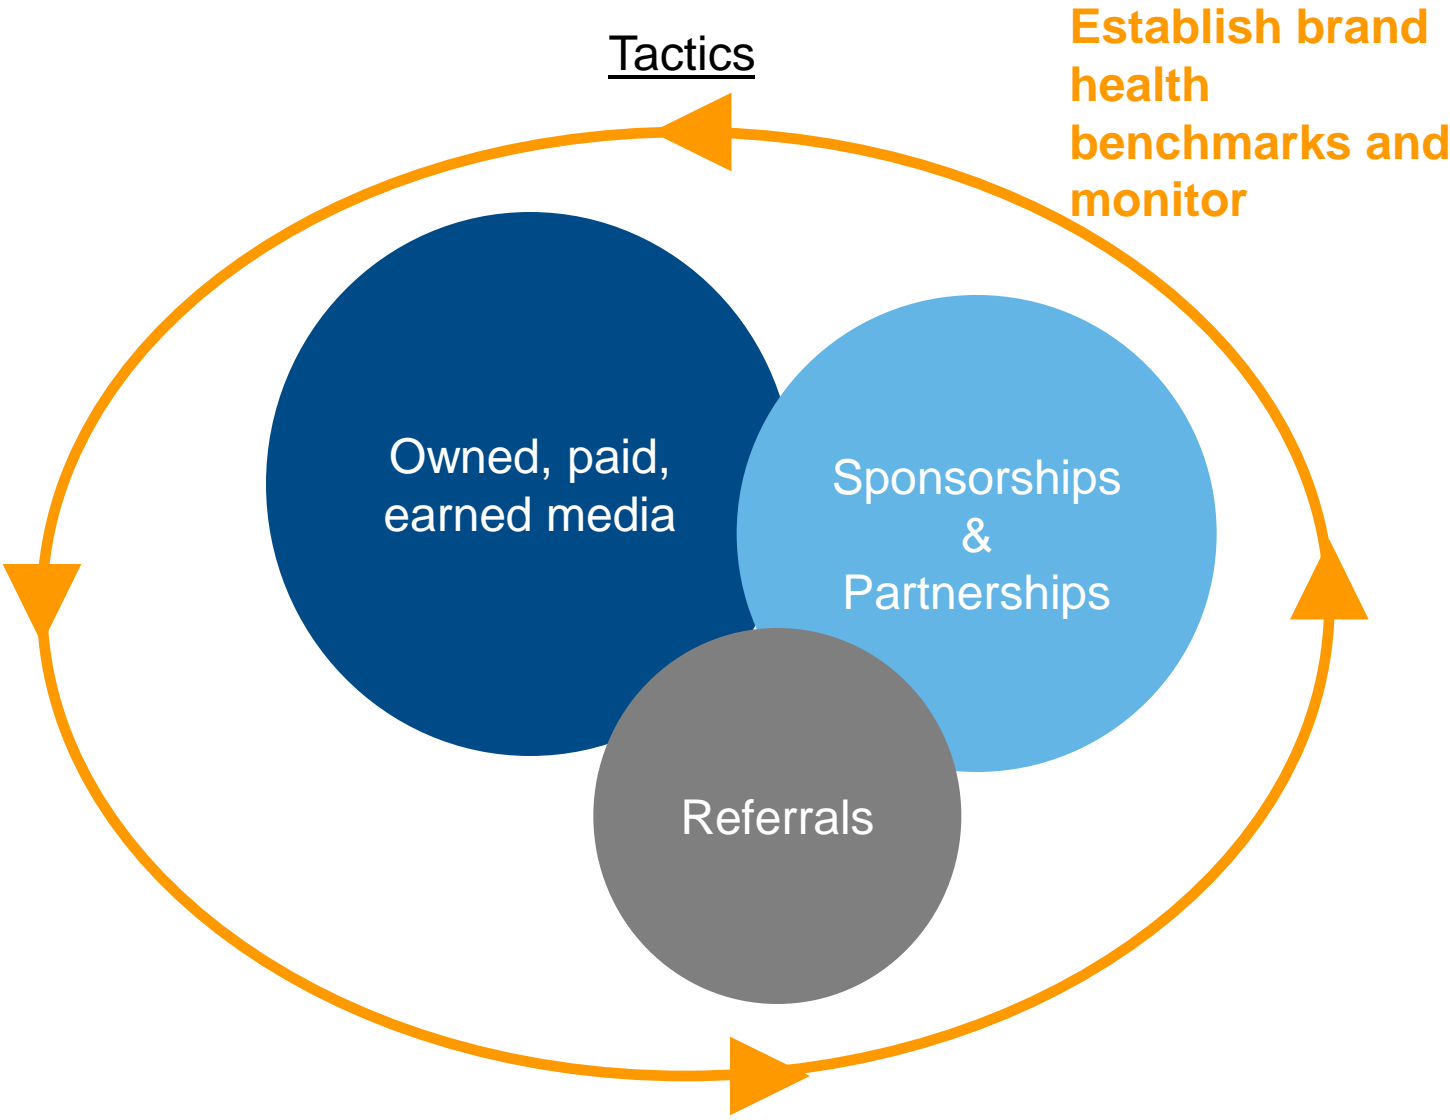 Tactics
Establish brand
health
benchmarks and
monitor
Owned, paid,
earned media
Sponsorships
&
Partnerships
Referrals